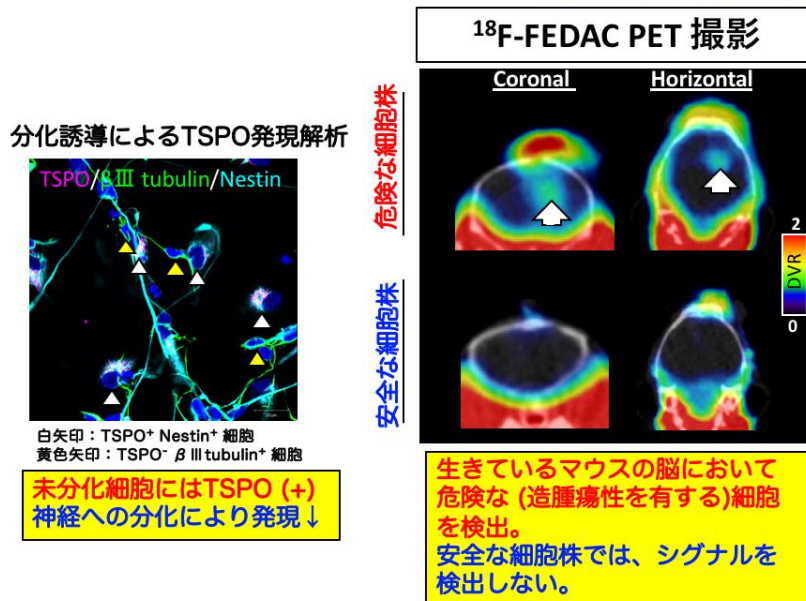 分化誘導によるTSPO発現解析
TSPO/βⅢ tubulin/Nestin
白矢印：TSPO⁺ Nestin⁺ 細胞
黄色矢印：TSPO⁻ βⅢtubulin⁺ 細胞
未分化細胞にはTSPO (+)
神経への分化により発現↓
¹⁸F-FEDAC PET 撮影
Coronal
Horizontal
危険な細胞株
安全な細胞株
2
DVR
0
生きているマウスの脳において
危険な (造腫瘍性を有する)細胞
を検出。
安全な細胞株では、シグナルを
検出しない。